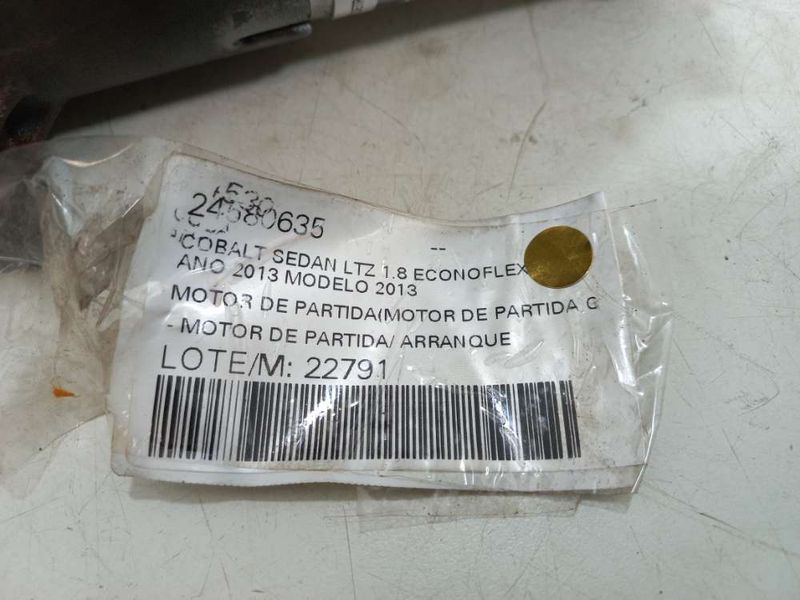 24580635
--
COBALT SEDAN LTZ 1.8 ECONOFLEX
ANO 2013 MODELO 2013
MOTOR DE PARTIDA(MOTOR DE PARTIDA G
- MOTOR DE PARTIDA/ ARRANQUE
LOTE/M: 22791